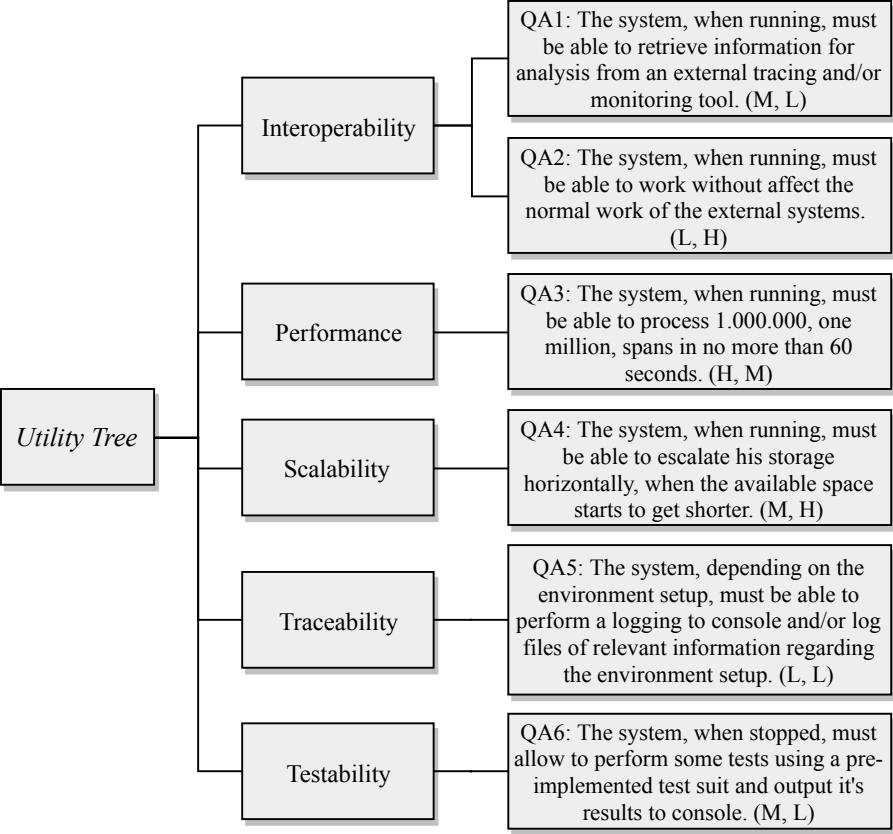 Utility Tree
Interoperability
QA1: The system, when running, must
be able to retrieve information for
analysis from an external tracing and/or
monitoring tool. (M, L)
QA2: The system, when running, must
be able to work without affect the
normal work of the external systems.
(L, H)
Performance
QA3: The system, when running, must
be able to process 1.000.000, one
million, spans in no more than 60
seconds. (H, M)
Scalability
QA4: The system, when running, must
be able to escalate his storage
horizontally, when the available space
starts to get shorter. (M, H)
Traceability
QA5: The system, depending on the
environment setup, must be able to
perform a logging to console and/or log
files of relevant information regarding
the environment setup. (L, L)
Testability
QA6: The system, when stopped, must
allow to perform some tests using a pre-
implemented test suit and output it's
results to console. (M, L)